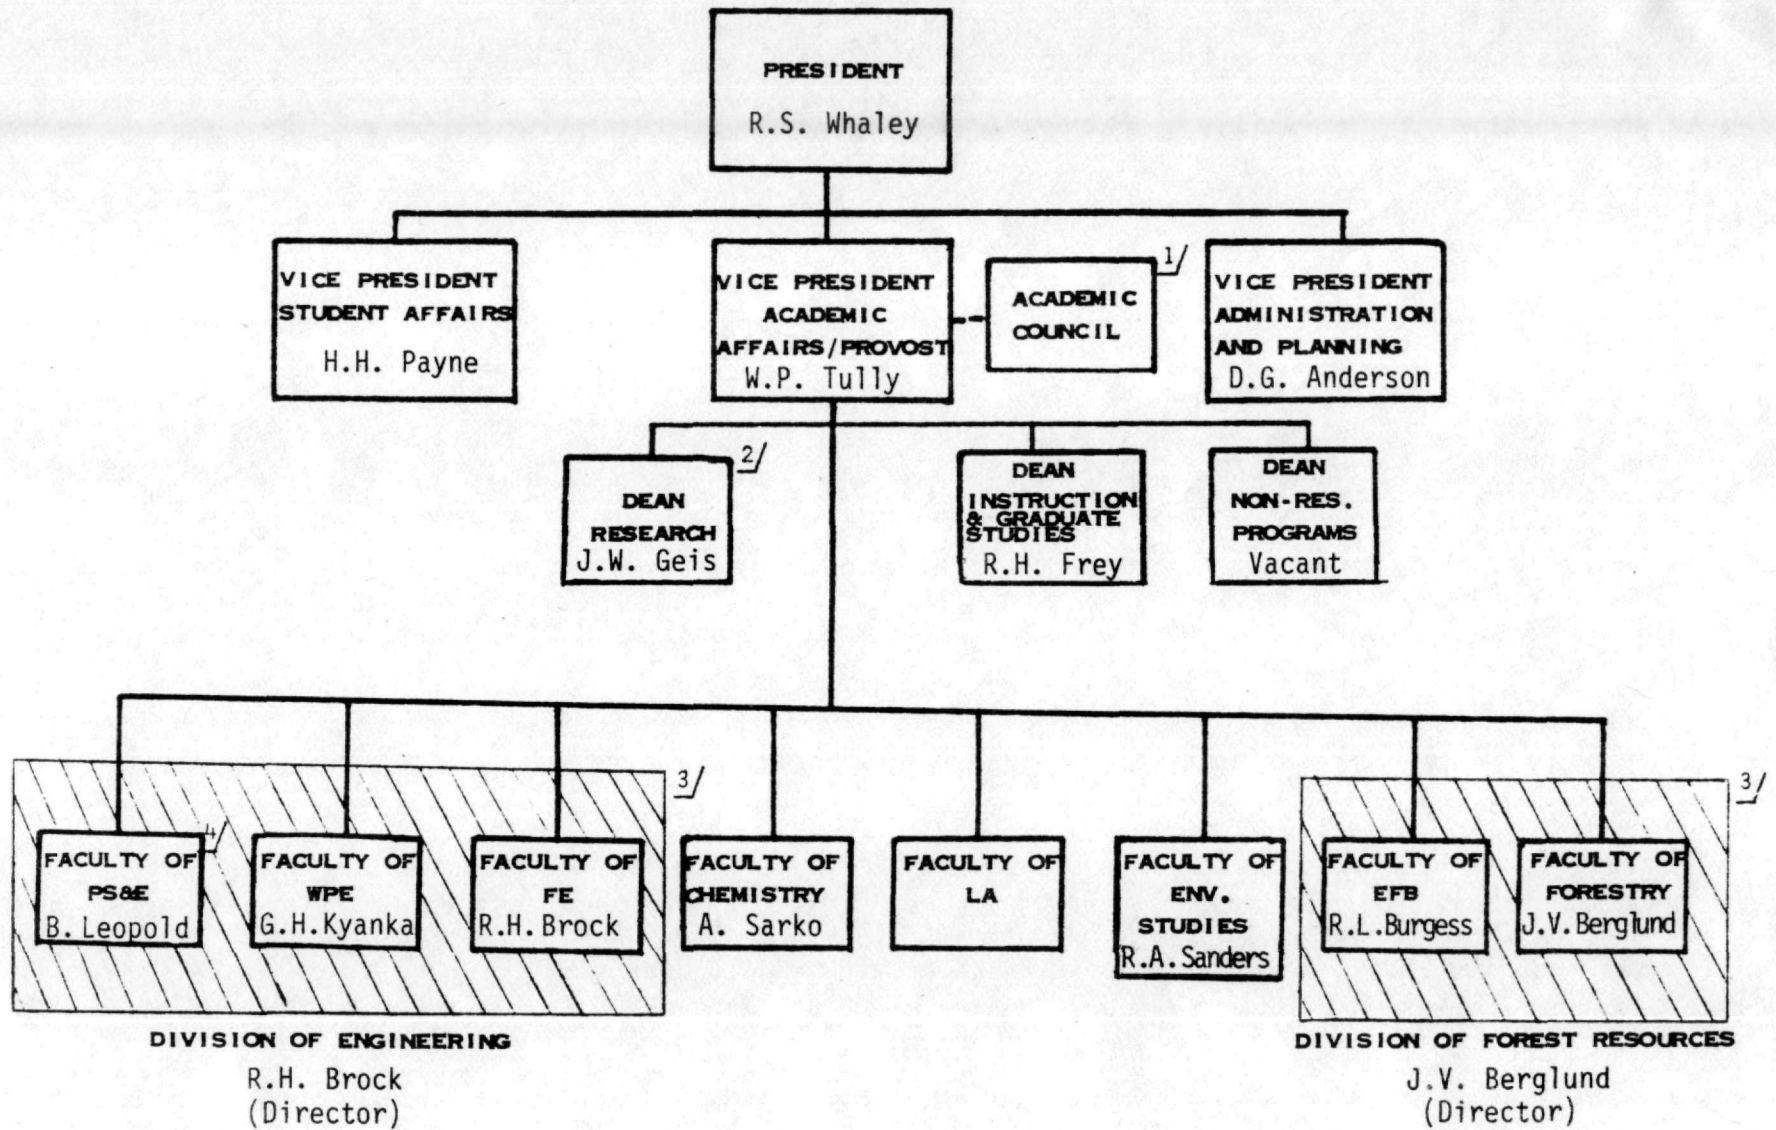 PRESIDENT
R.S. Whaley
VICE PRESIDENT
STUDENT AFFAIRS
H.H. Payne
VICE PRESIDENT
ACADEMIC
AFFAIRS/PROVOST
W.P. Tully
1/
ACADEMIC
COUNCIL
VICE PRESIDENT
ADMINISTRATION
AND PLANNING
D.G. Anderson
2/
DEAN
RESEARCH
J.W. Geis
DEAN
INSTRUCTION
& GRADUATE
STUDIES
R.H. Frey
DEAN
NON-RES.
PROGRAMS
Vacant
3/
4/
FACULTY OF
PS&E
B. Leopold
FACULTY OF
WPE
G.H.Kyanka
FACULTY OF
FE
R.H. Brock
FACULTY OF
CHEMISTRY
A. Sarko
FACULTY OF
LA
FACULTY OF
ENV.
STUDIES
R.A. Sanders
3/
FACULTY OF
EFB
R.L.Burgess
FACULTY OF
FORESTRY
J.V.Berglund
DIVISION OF ENGINEERING
R.H. Brock
(Director)
DIVISION OF FOREST RESOURCES
J.V. Berglund
(Director)